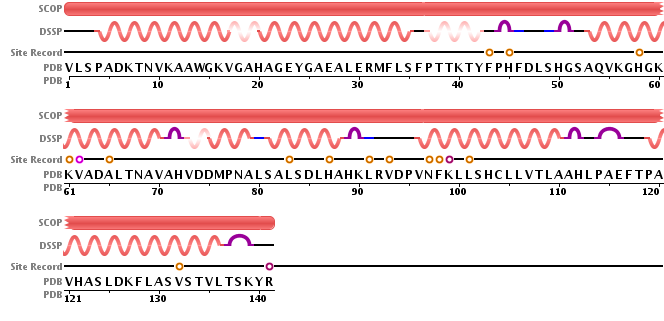 SCOP
DSSP
Site Record
PDB VLSPADKTNVKAAWGKVGAHAGEYGAEALERMFLSFPTTKTYFPHFDLSHGSAQVKGHGK
PDB 1 10 20 30 40 50 60
SCOP
DSSP
Site Record
PDB KVADALTNAVAHVDDMPNALSALSDLHAHKLRVDPVNFKLLSHCLLVTLAAHLPAEFTPA
PDB 61 70 80 90 100 110 120
SCOP
DSSP
Site Record
PDB VHASLDKFLASVSTVLTSKYR
PDB 121 130 140